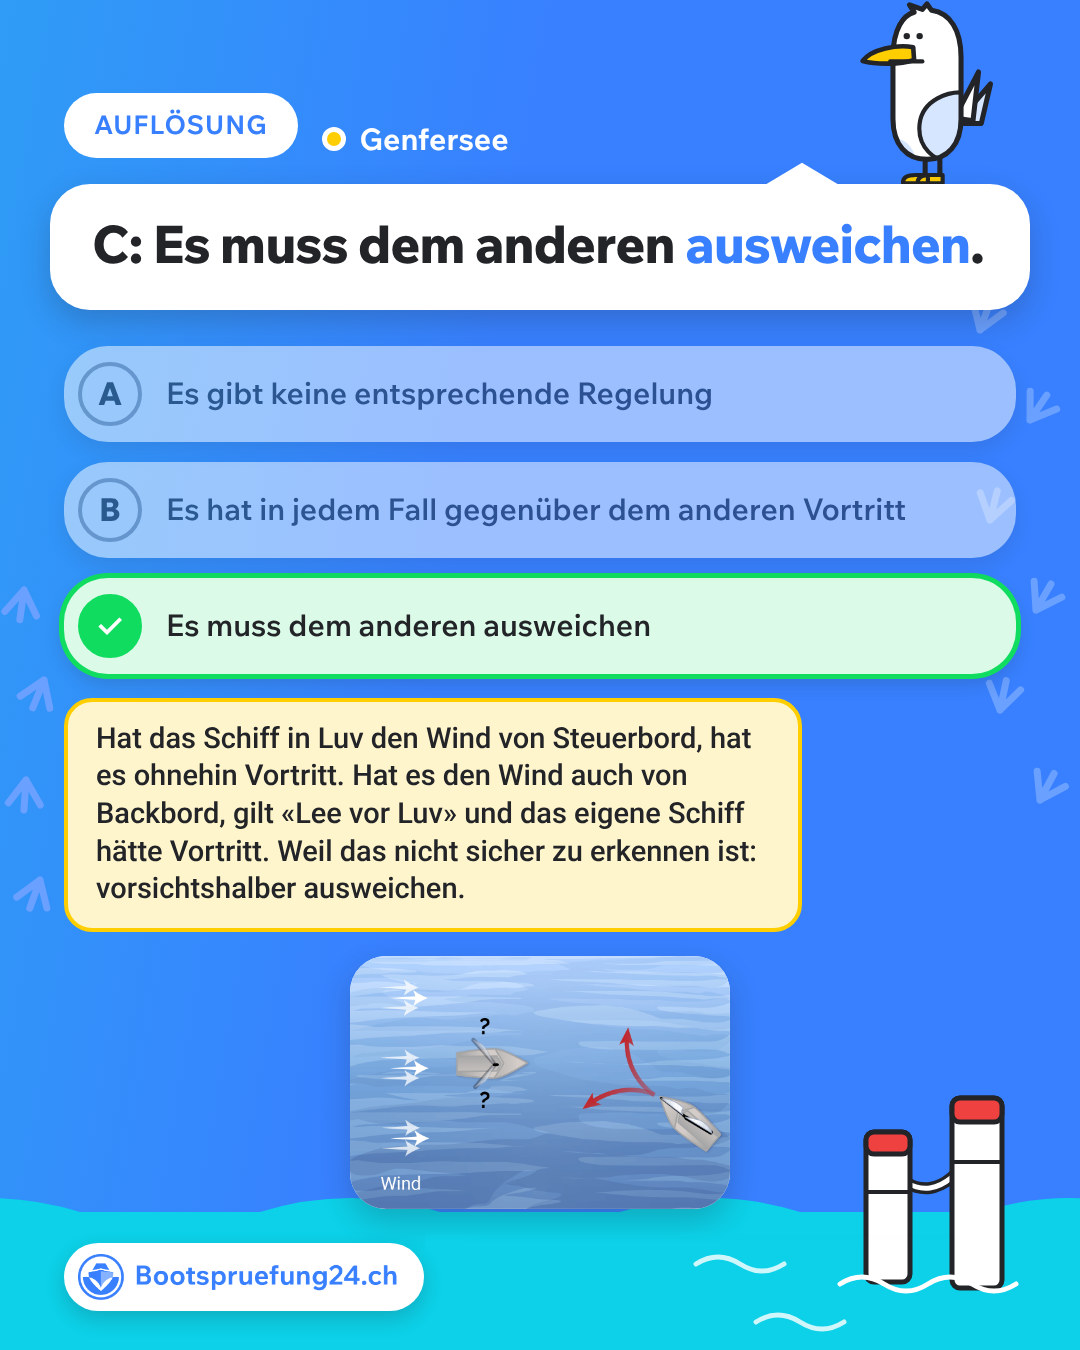 AUFLÖSUNG
Genfersee
C: Es muss dem anderen ausweichen.
A Es gibt keine entsprechende Regelung
B Es hat in jedem Fall gegenüber dem anderen Vortritt
Es muss dem anderen ausweichen
Hat das Schiff in Luv den Wind von Steuerbord, hat
es ohnehin Vortritt. Hat es den Wind auch von
Backbord, gilt «Lee vor Luv» und das eigene Schiff
hätte Vortritt. Weil das nicht sicher zu erkennen ist:
vorsichtshalber ausweichen.
?
?
Wind
Bootspruefung24.ch